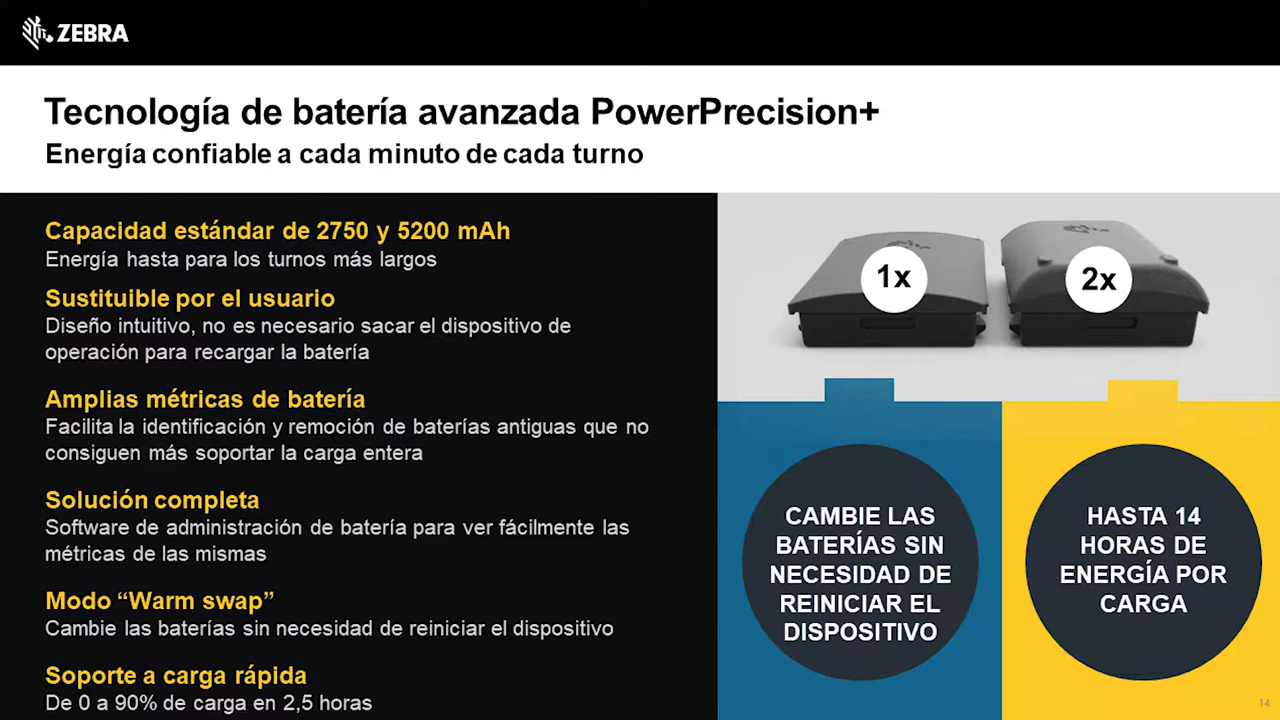 ZEBRA
Tecnología de batería avanzada PowerPrecision+
Energía confiable a cada minuto de cada turno
Capacidad estándar de 2750 y 5200 mAh
Energía hasta para los turnos más largos
Sustituible por el usuario
Diseño intuitivo, no es necesario sacar el dispositivo de
operación para recargar la batería
Amplias métricas de batería
Facilita la identificación y remoción de baterías antiguas que no
consiguen más soportar la carga entera
Solución completa
Software de administración de batería para ver fácilmente las
métricas de las mismas
Modo “Warm swap”
Cambie las baterías sin necesidad de reiniciar el dispositivo
Soporte a carga rápida
De 0 a 90% de carga en 2,5 horas
1x
2x
CAMBIE LAS
BATERÍAS SIN
NECESIDAD DE
REINICIAR EL
DISPOSITIVO
HASTA 14
HORAS DE
ENERGÍA POR
CARGA
14